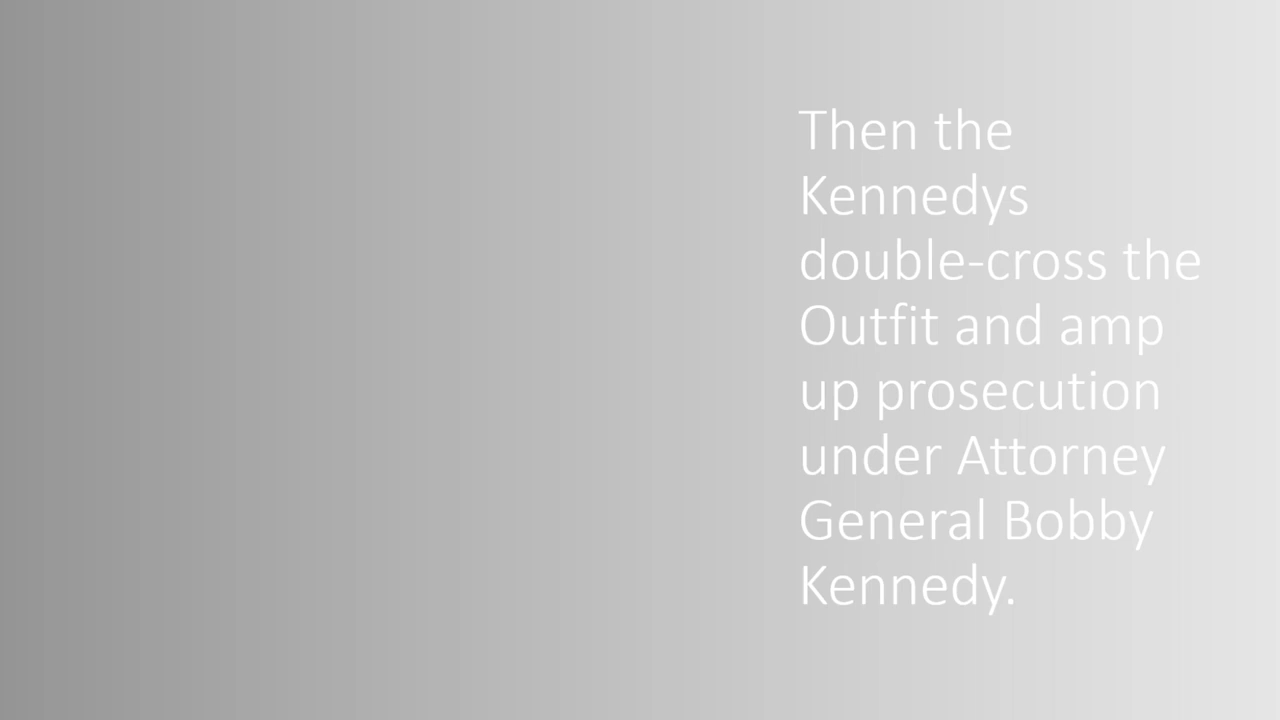 Then the
Kennedys
double-cross the
Outfit and amp
up prosecution
under Attorney
General Bobby
Kennedy.